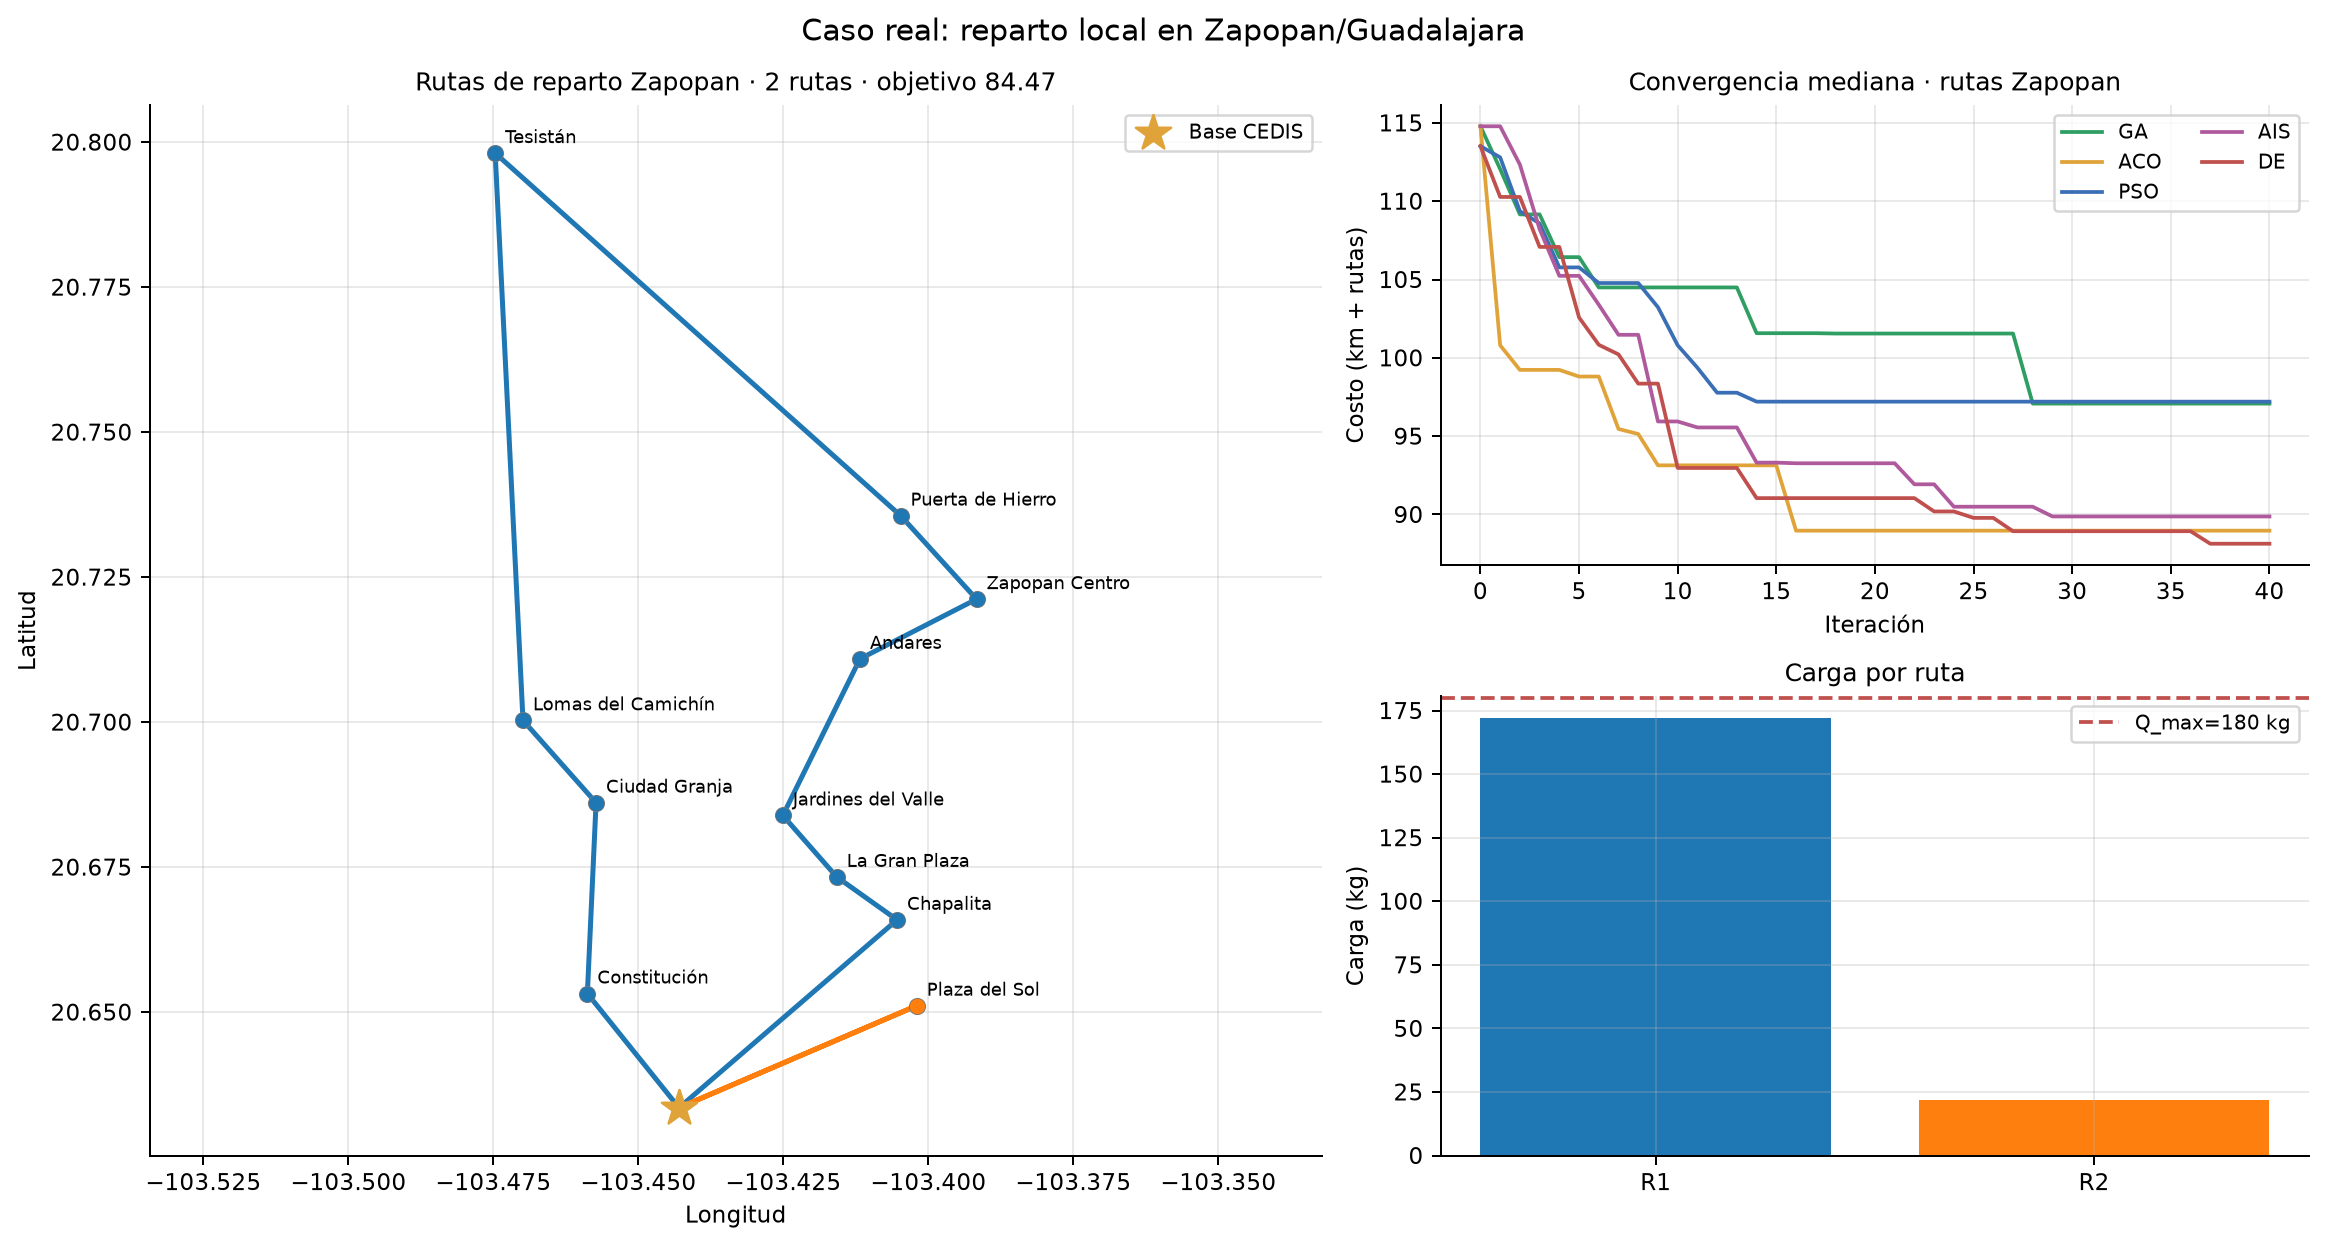 Caso real: reparto local en Zapopan/Guadalajara
Rutas de reparto Zapopan · 2 rutas · objetivo 84.47
Base CEDIS
Tesistán
Puerta de Hierro
Zapopan Centro
Andares
Lomas del Camichín
Ciudad Granja
Jardines del Valle
La Gran Plaza
Chapalita
Constitución
Plaza del Sol
20.800
20.775
20.750
20.725
20.700
20.675
20.650
Latitud
−103.525 −103.500 −103.475 −103.450 −103.425 −103.400 −103.375 −103.350
Longitud
Convergencia mediana · rutas Zapopan
GA
ACO
PSO
AIS
DE
115
110
105
100
95
90
Costo (km + rutas)
0 5 10 15 20 25 30 35 40
Iteración
Carga por ruta
Q_max=180 kg
175
150
125
100
75
50
25
0
Carga (kg)
R1 R2